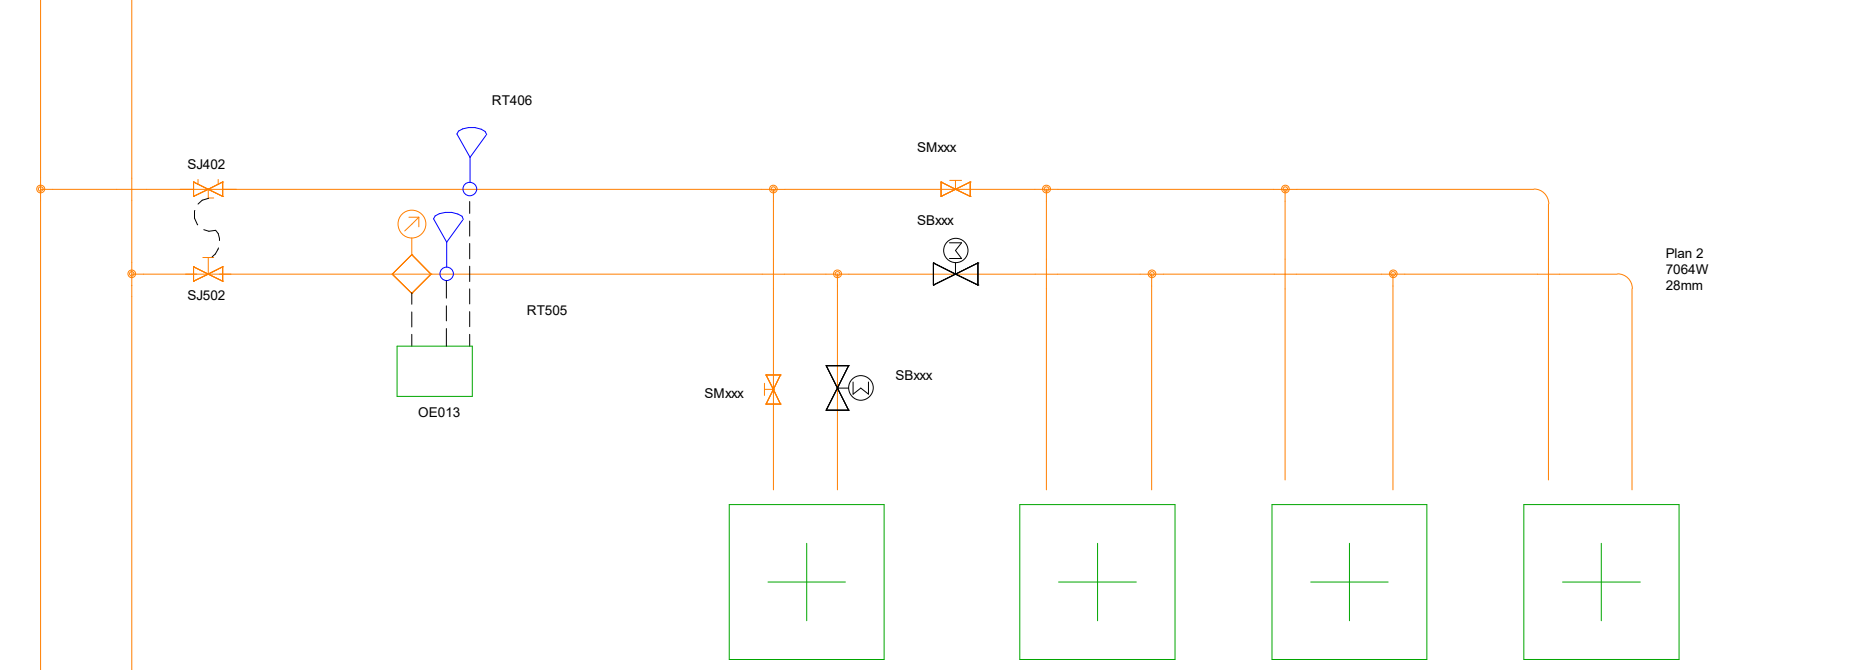 RT406
SMxxx
SJ402
SBxxx
Plan 2
7064W
28mm
SJ502
RT505
SBxxx
SMxxx
OE013